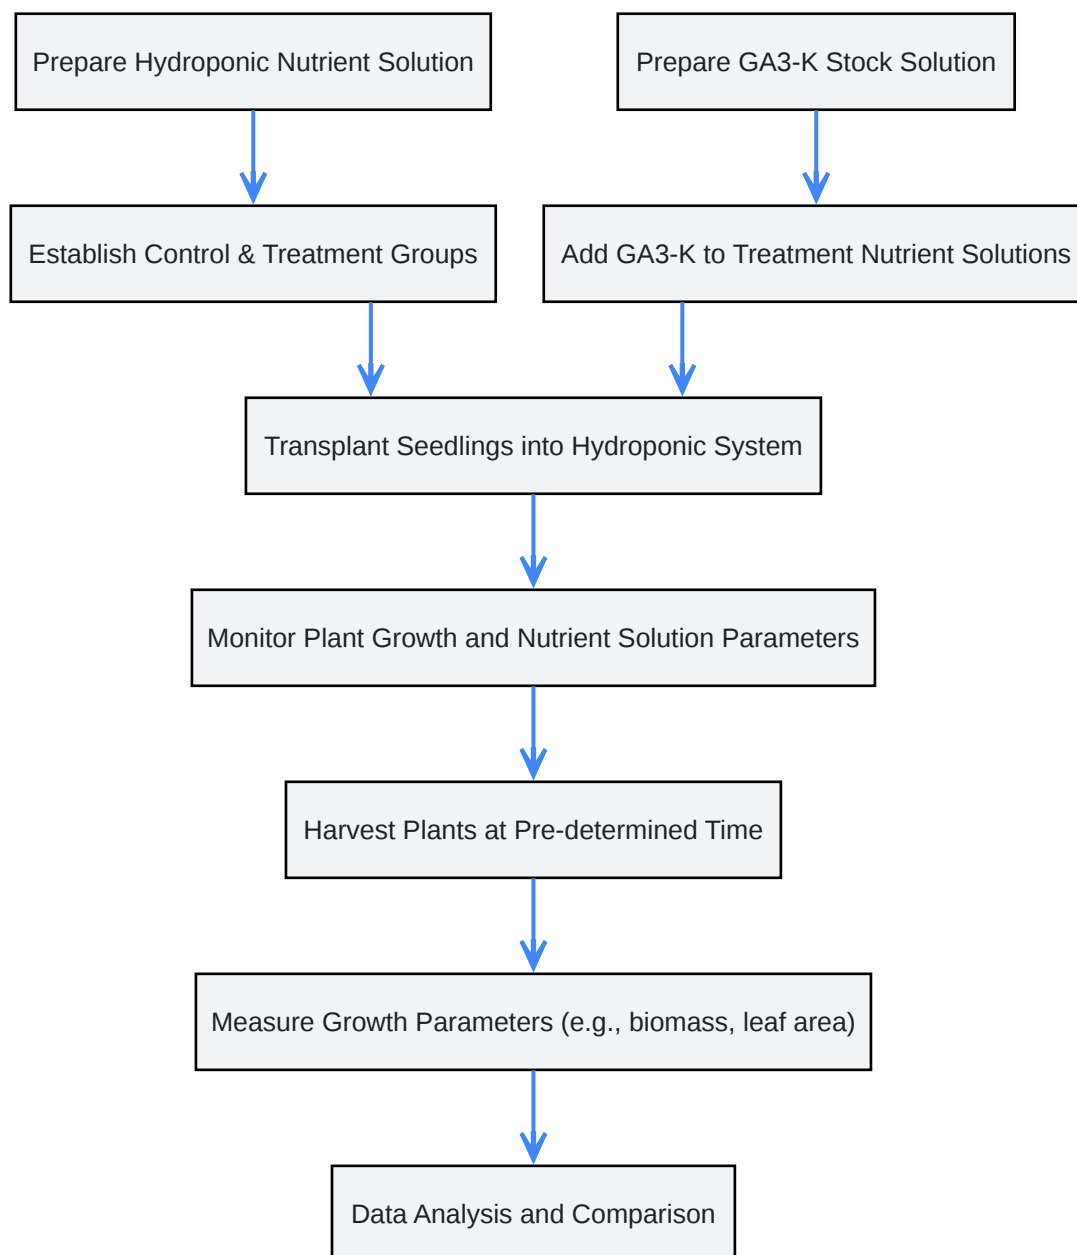 Prepare Hydroponic Nutrient Solution
Prepare GA3-K Stock Solution
Establish Control & Treatment Groups
Add GA3-K to Treatment Nutrient Solutions
Transplant Seedlings into Hydroponic System
Monitor Plant Growth and Nutrient Solution Parameters
Harvest Plants at Pre-determined Time
Measure Growth Parameters (e.g., biomass, leaf area)
Data Analysis and Comparison